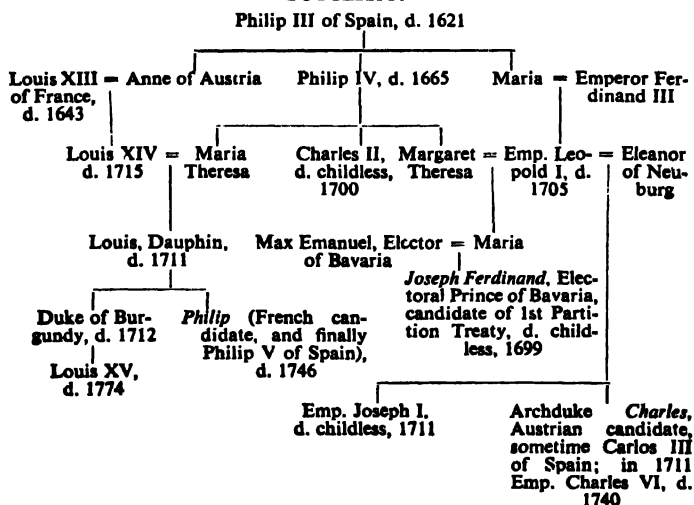 Philip III of Spain, d. 1621
Louis XIII = Anne of Austria Philip IV, d. 1665 Maria = Emperor Fer-
of France, dinand III
d. 1643
Louis XIV = Maria Charles II, Margaret = Emp. Leo- = Eleanor
d. 1715 Theresa d. childless, Theresa pold I, d. of Neu-
1700 1705 burg
Louis, Dauphin, Max Emanuel, Elector = Maria
d. 1711 of Bavaria
Joseph Ferdinand, Elec-
toral Prince of Bavaria,
candidate of 1st Parti-
tion Treaty, d. child-
less, 1699
Duke of Bur- Philip (French can-
gundy, d. 1712 didate, and finally
Louis XV, Philip V of Spain),
d. 1774 d. 1746
Emp. Joseph I, Archduke Charles,
d. childless, 1711 Austrian candidate,
sometime Carlos III
of Spain; in 1711
Emp. Charles VI, d.
1740